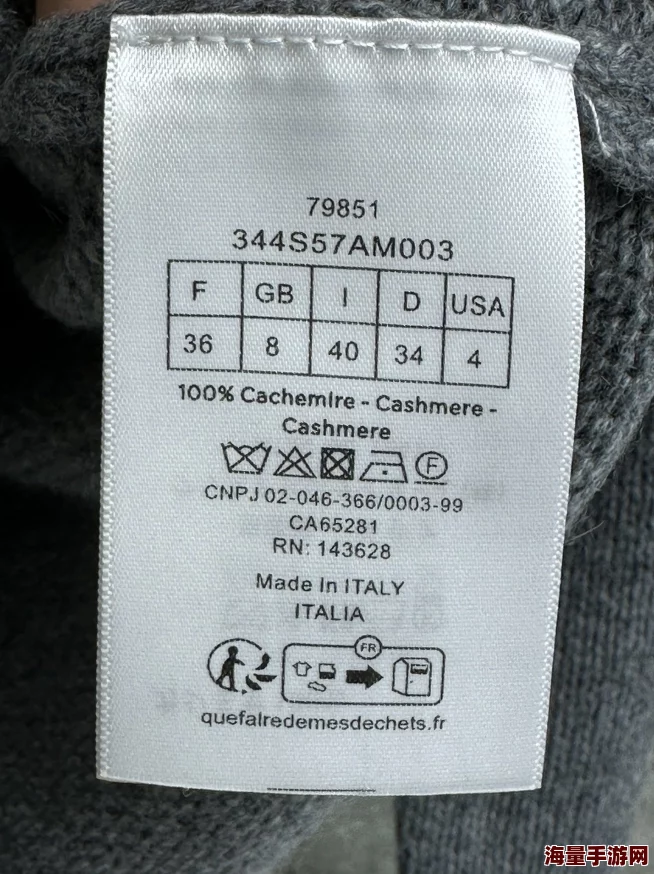 79851
344S57AM003
F GB I D USA
36 8 40 34 4
100% Cachemire - Cashmere -
Cashmere
F
CNPJ 02-046-366/0003-99
CA65281
RN: 143628
Made In ITALY
ITALIA
FR
quefairedemesdechets.fr
海量手游网